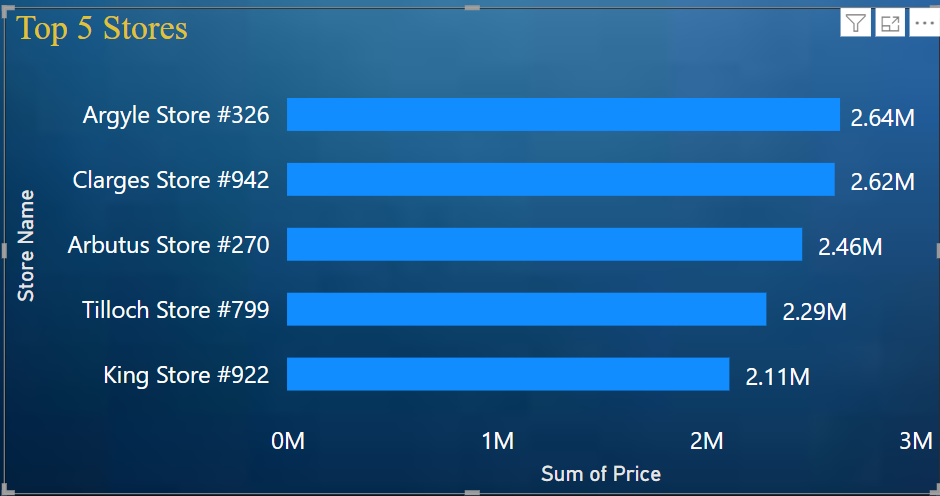 Top 5 Stores
Argyle Store #326 2.64M
Clarges Store #942 2.62M
Arbutus Store #270 2.46M
Tilloch Store #799 2.29M
King Store #922 2.11M
Store Name
0M 1M 2M 3M
Sum of Price